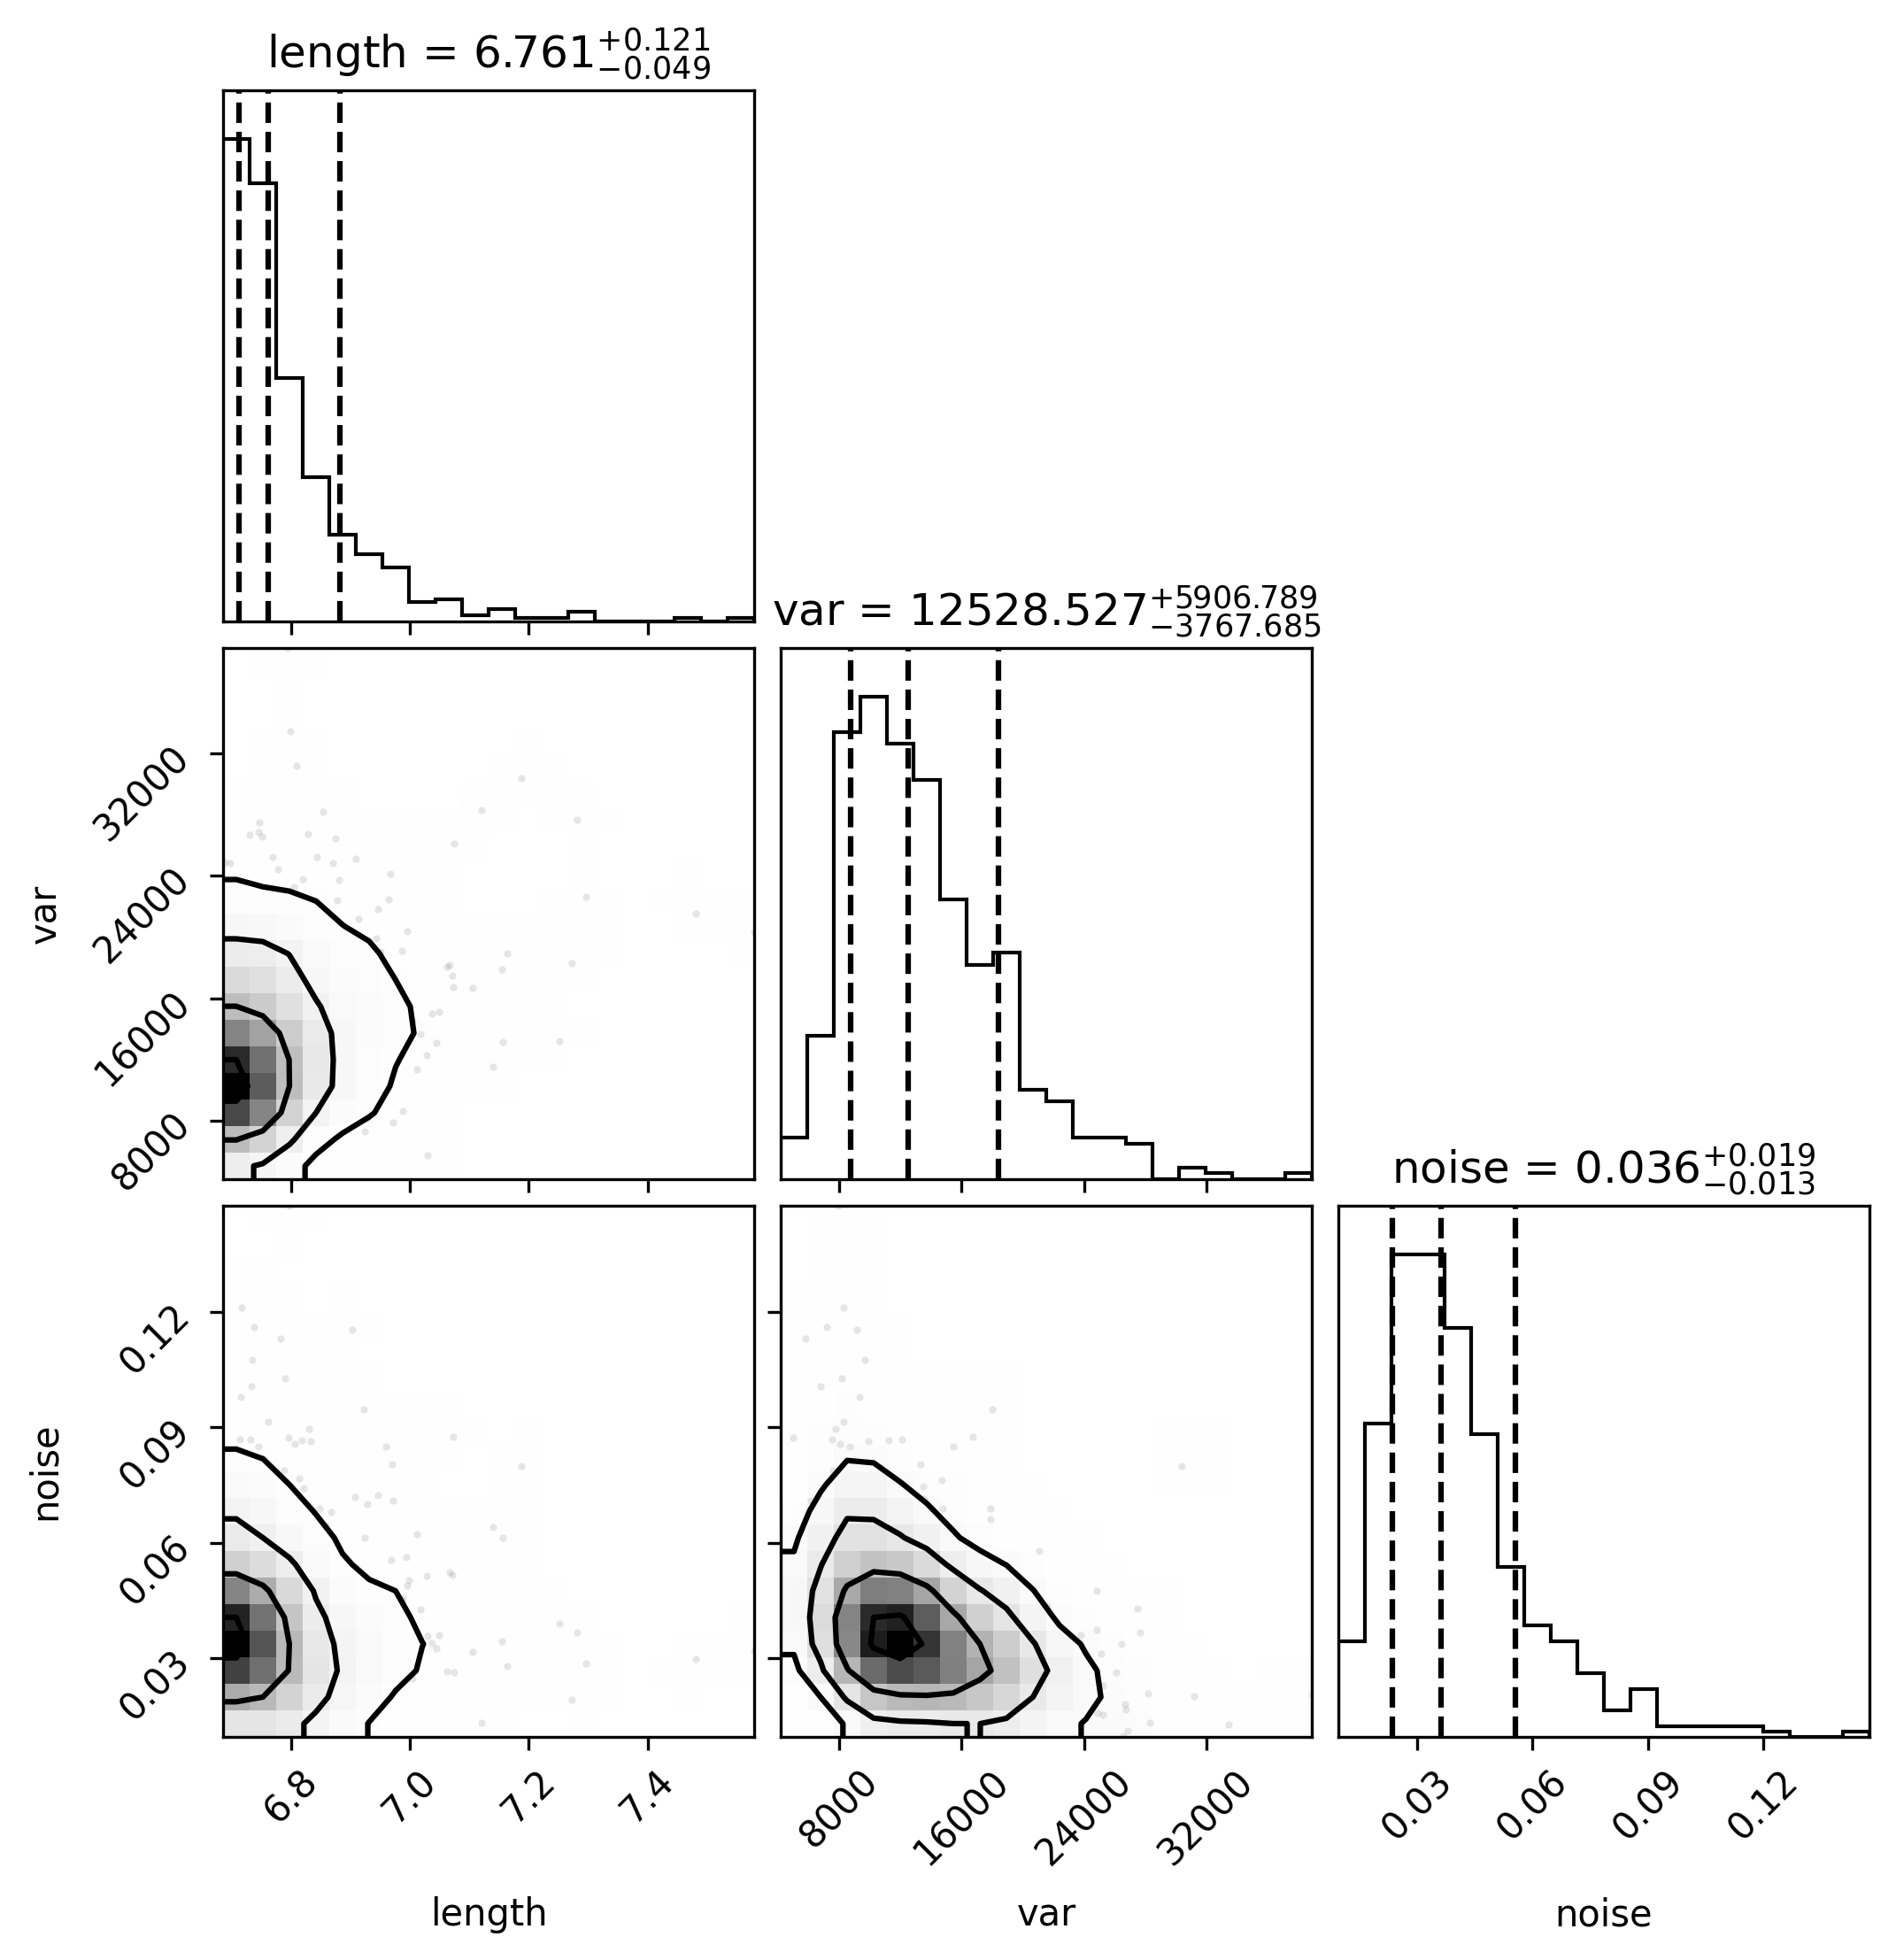 length = 6.761+0.121 −0.049
var = 12528.527+5906.789 −3767.685
var
32000
24000
16000
8000
noise = 0.036+0.019 −0.013
noise
0.12
0.09
0.06
0.03
6.8 7.0 7.2 7.4
8000 16000 24000 32000
0.03 0.06 0.09 0.12
length var noise